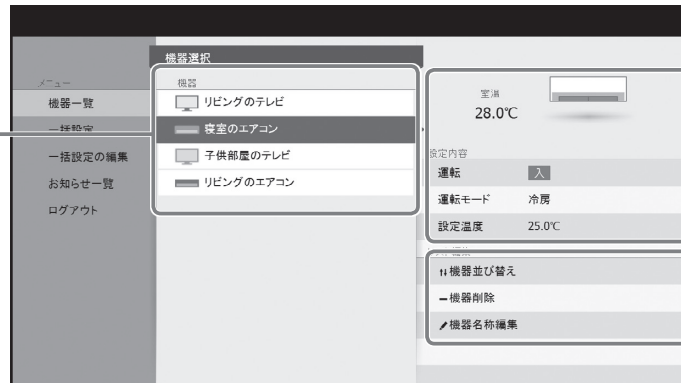 機器選択
メニュー
機器一覧
一括設定
一括設定の編集
お知らせ一覧
ログアウト
機器
リビングのテレビ
寝室のエアコン
子供部屋のテレビ
リビングのエアコン
室温
28.0℃
設定内容
運転 入
運転モード 冷房
設定温度 25.0℃
機器並び替え
機器削除
機器名称編集